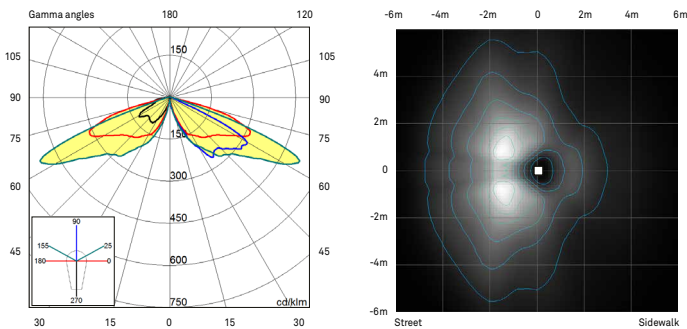 Gamma angles 180 120
150
105 105
90 90
75 75
150
60 60
300
45 45
450
600
750
cd/klm
90
155 25
180 0
270
30 15 0 15 30
-6m -4m -2m 0 2m 4m 6m
4m
2m
0
-2m
-4m
-6m
Street Sidewalk